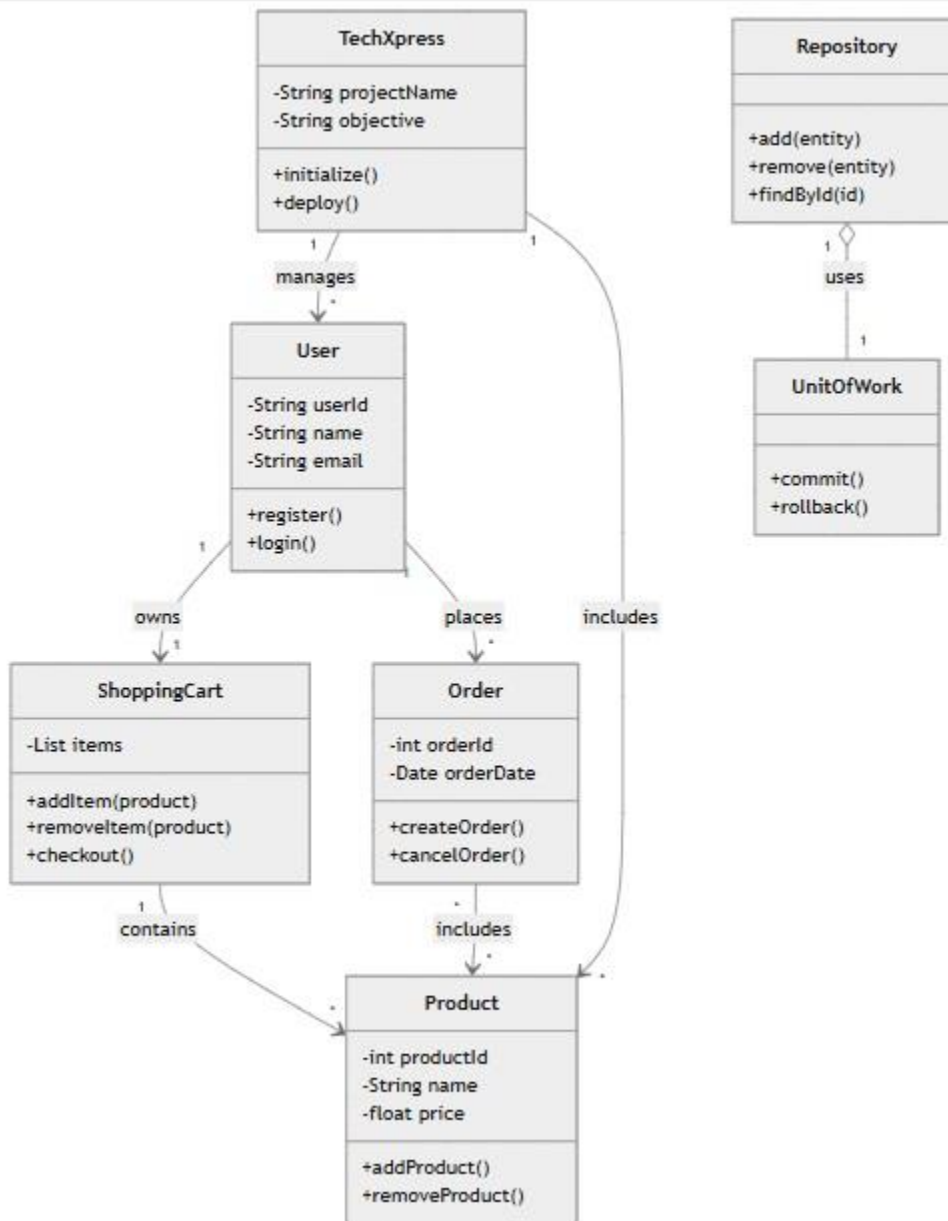 TechXpress
-String projectName
-String objective
+initialize()
+deploy()
1
manages
*
User
-String userId
-String name
-String email
+register()
+login()
1
owns
1
1
places
*
ShoppingCart
-List items
+addItem(product)
+removeItem(product)
+checkout()
Order
-int orderId
-Date orderDate
+createOrder()
+cancelOrder()
1
contains
*
*
includes
*
1
includes
*
Product
-int productId
-String name
-float price
+addProduct()
+removeProduct()
Repository
+add(entity)
+remove(entity)
+findById(id)
1
uses
1
UnitOfWork
+commit()
+rollback()